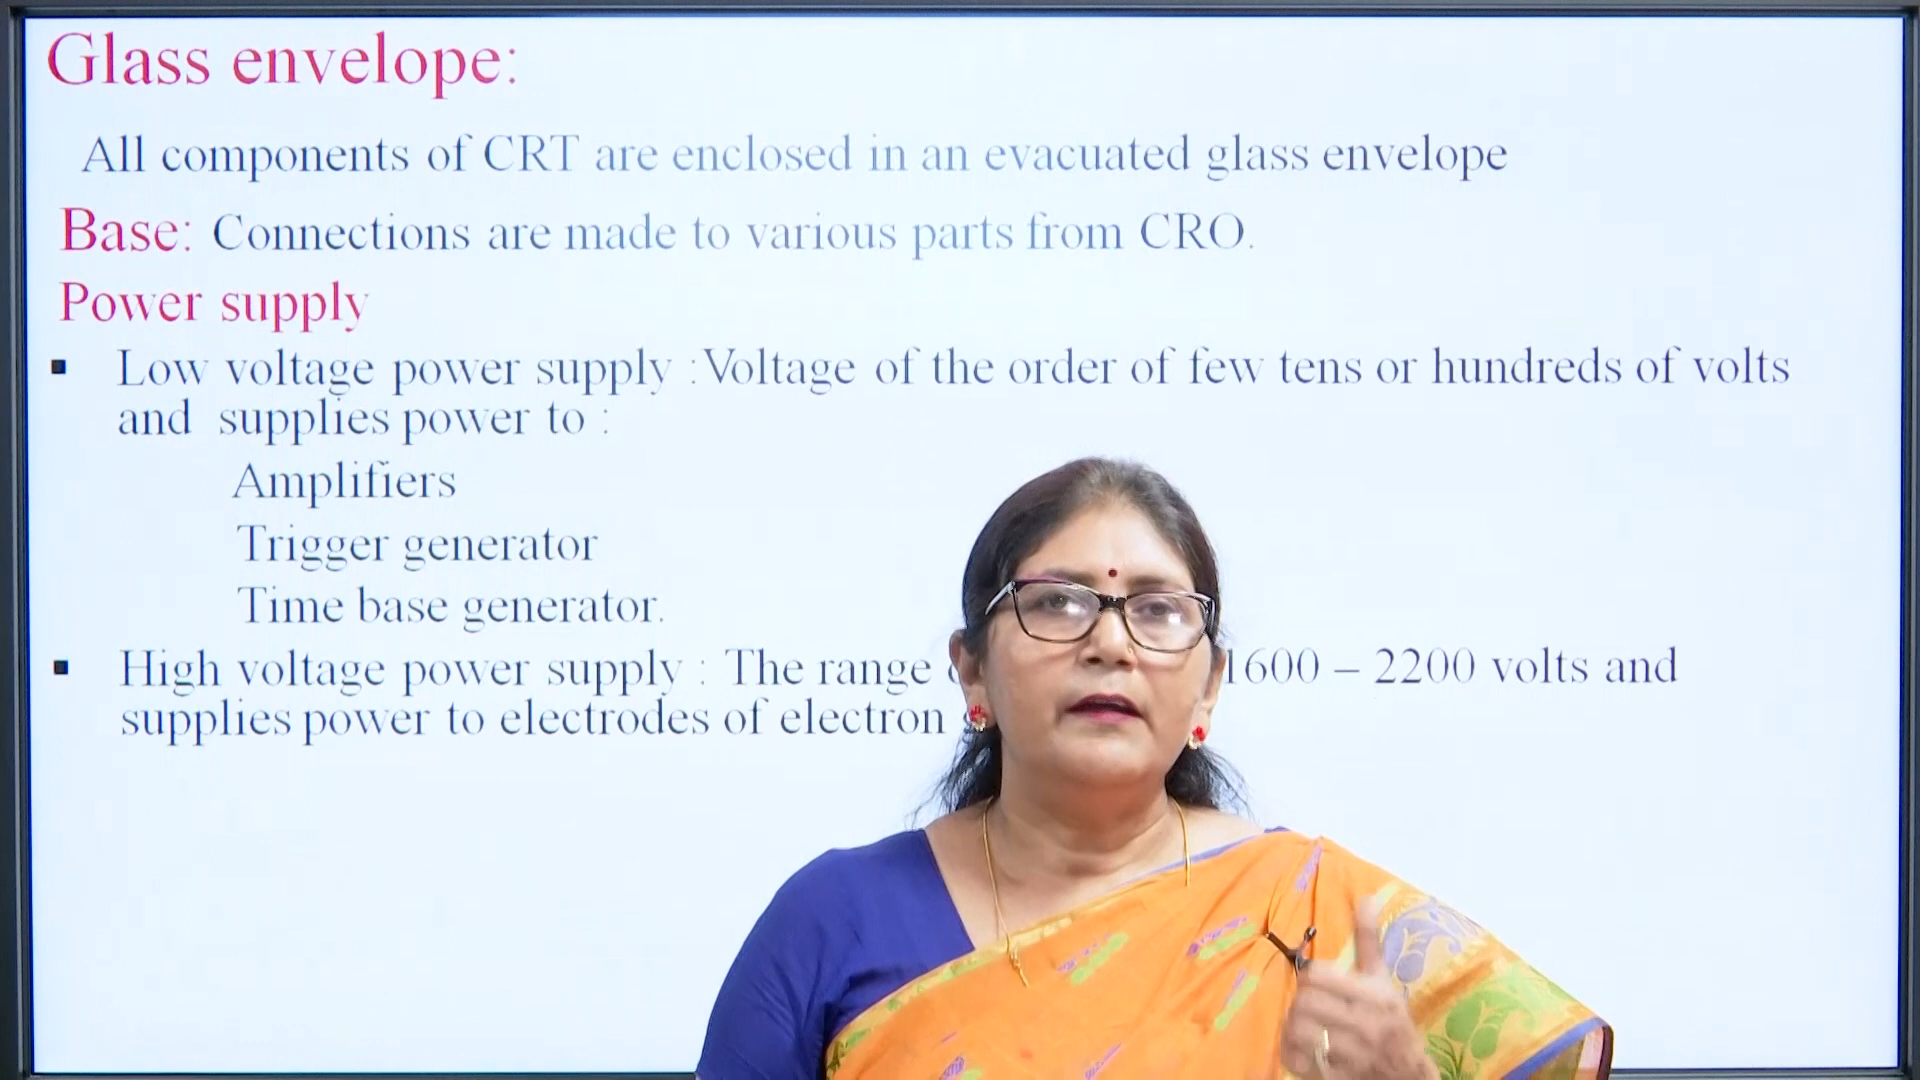 Glass envelope:
All components of CRT are enclosed in an evacuated glass envelope
Base: Connections are made to various parts from CRO.
Power supply
▪ Low voltage power supply :Voltage of the order of few tens or hundreds of volts
and supplies power to :
Amplifiers
Trigger generator
Time base generator.
▪ High voltage power supply : The range 1600 – 2200 volts and
supplies power to electrodes of electron